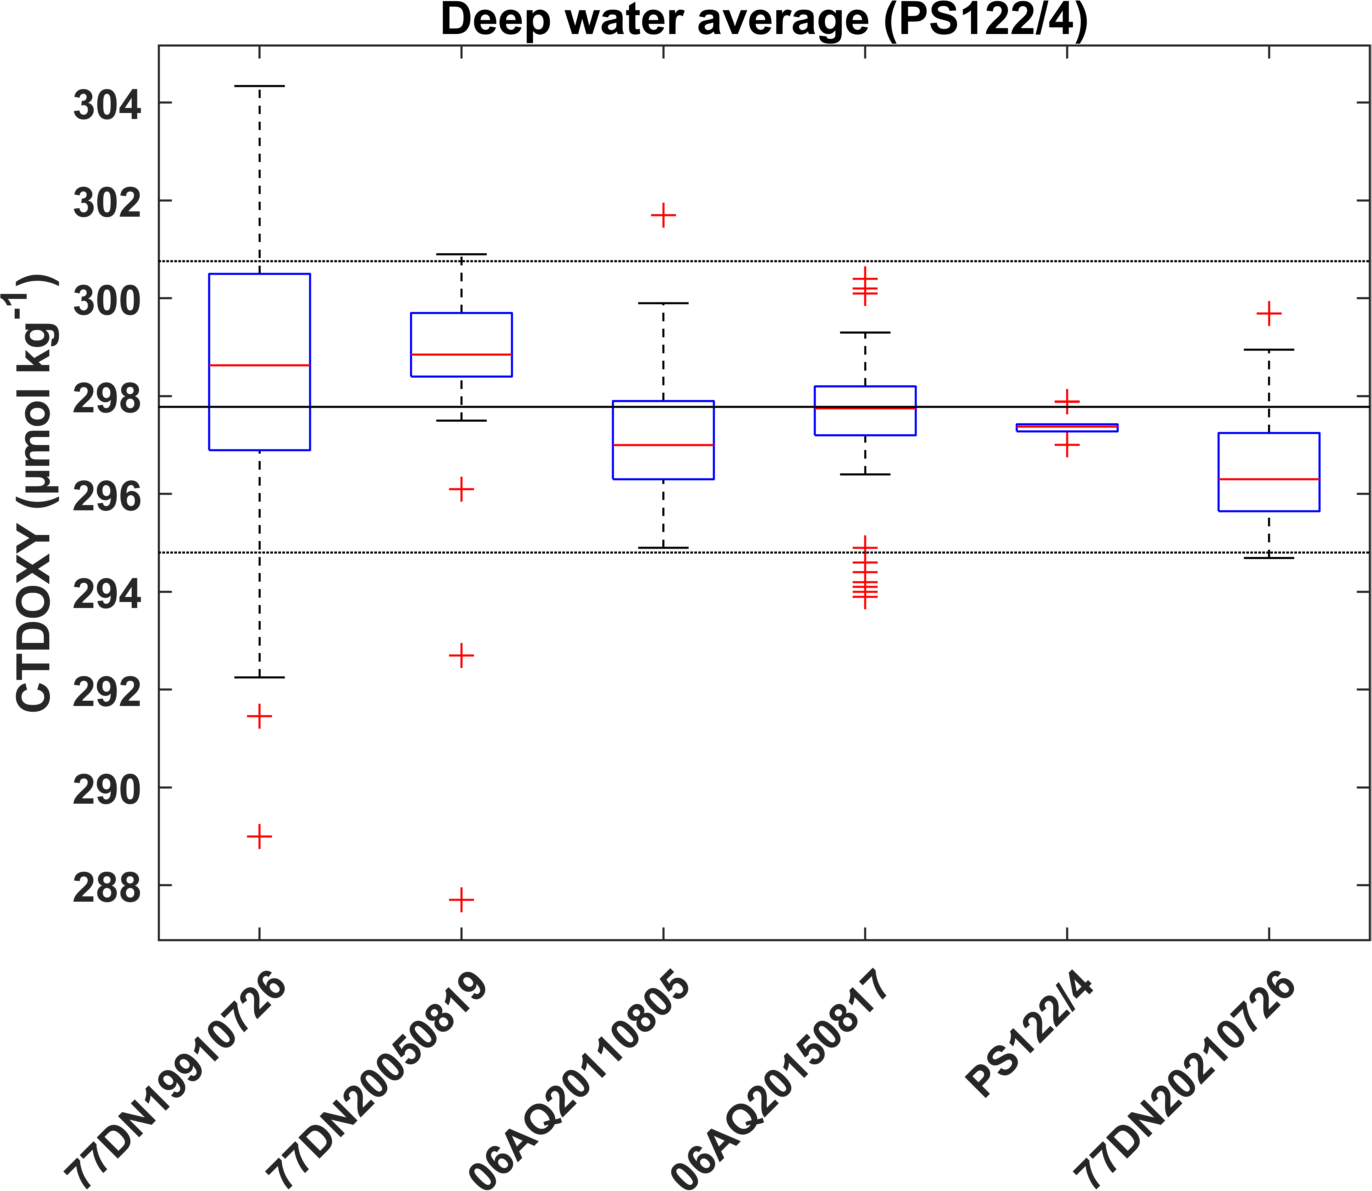 Deep water average (PS122/4)
CTDOXY (µmol kg-1)
304
302
300
298
296
294
292
290
288
77DN19910726
77DN20050819
06AQ20110805
06AQ20150817
PS122/4
77DN20210726